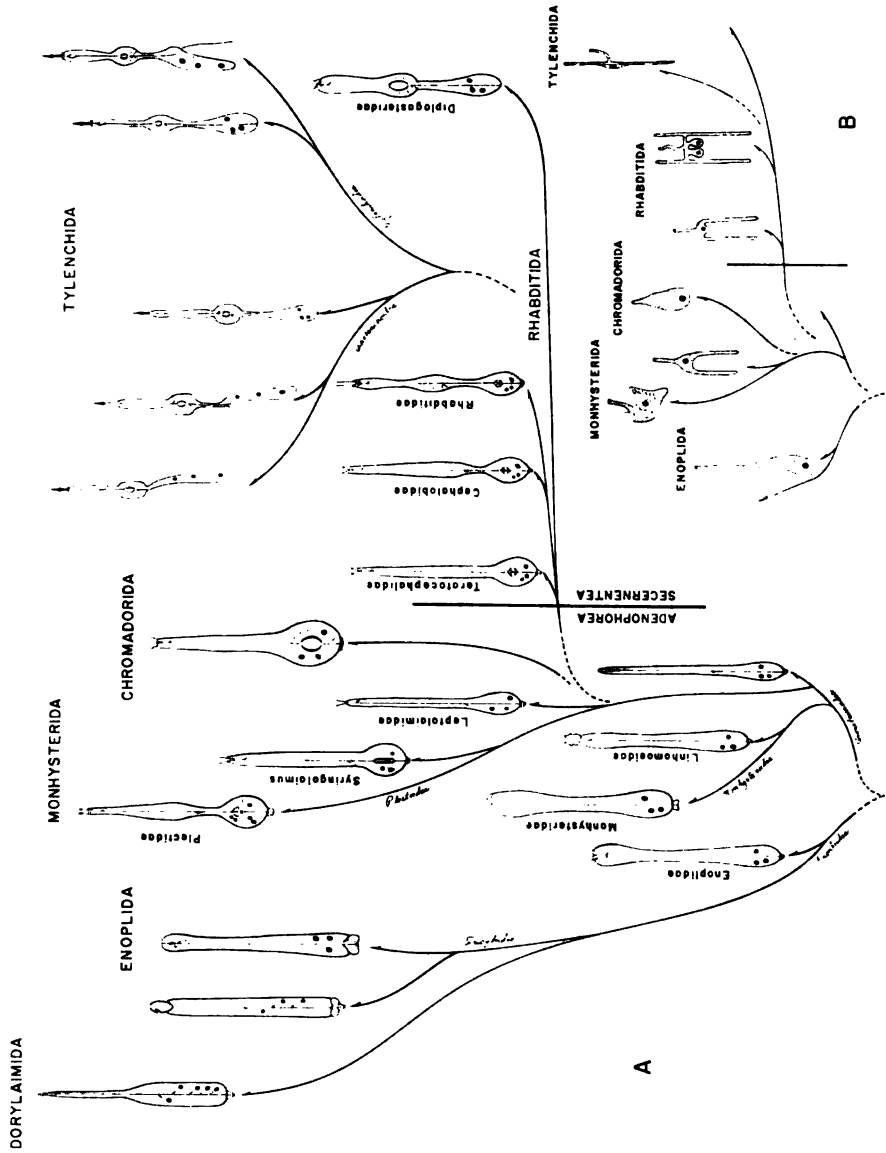 DORYLAIMIDA
ENOPLIDA
MONHYSTERIDA
CHROMADORIDA
TYLENCHIDA
Plectidae
Syringolaimus
Leptolaimidae
Teratocephalidae
Cephalobidae
Rhabditidae
Diplogasteridae
RHABDITIDA
ADENOPHOREA
SECERNENTEA
Enoplidae
Monhysteridae
Linhomoeidae
A
ENOPLIDA
MONHYSTERIDA
CHROMADORIDA
RHABDITIDA
TYLENCHIDA
B